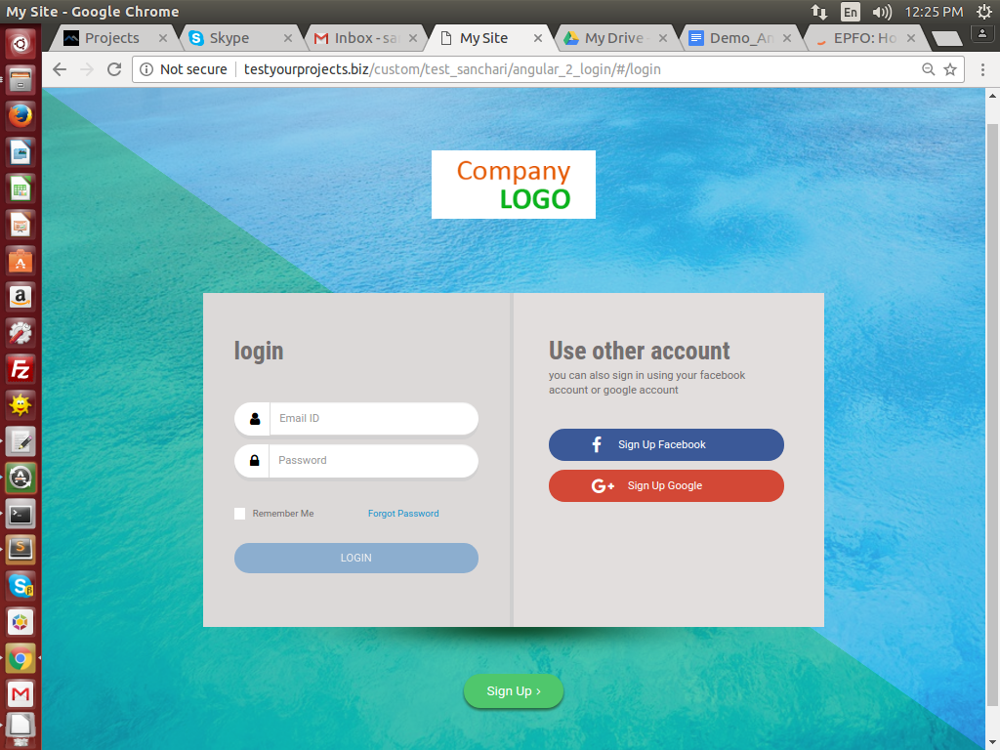 My Site - Google Chrome
En
12:25 PM
Projects
Skype
Inbox - sa
My Site
My Drive -
Demo_An
EPFO: Ho
Not secure
testyourprojects.biz/custom/test_sanchari/angular_2_login/#/login
Company
LOGO
login
Email ID
Password
Remember Me
Forgot Password
LOGIN
Use other account
you can also sign in using your facebook
account or google account
Sign Up Facebook
G+
Sign Up Google
Sign Up ›